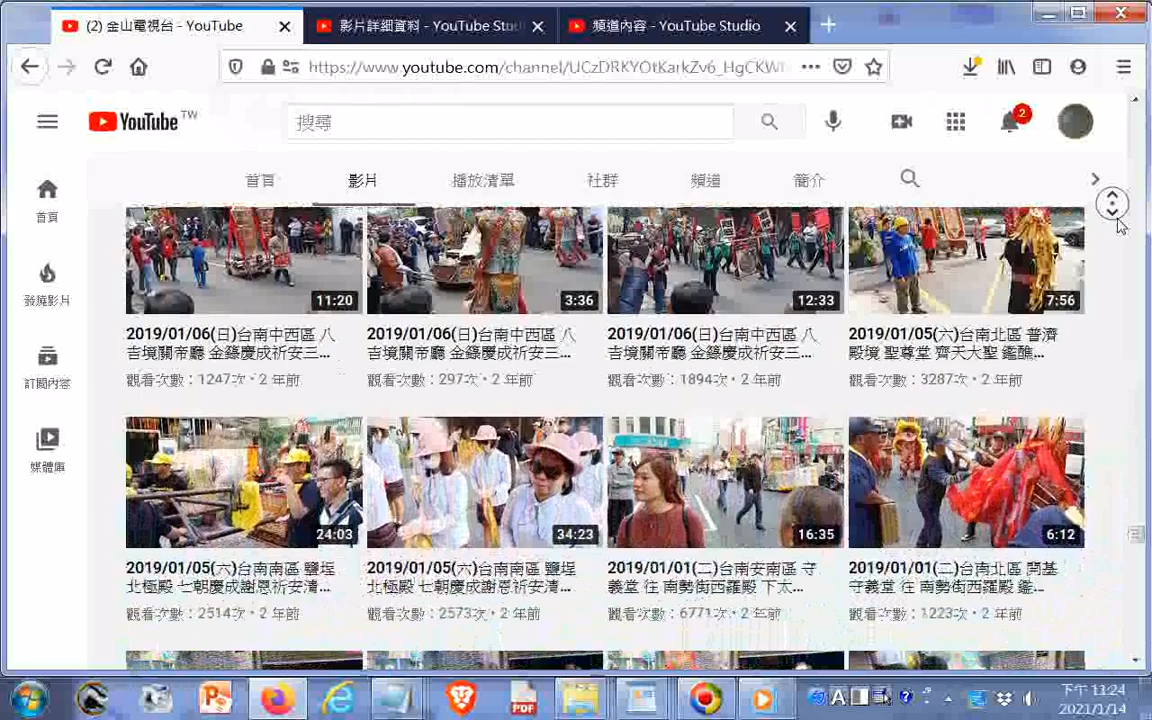 (2) 金山電視台 - YouTube
影片詳細資料 - YouTube Stu
頻道內容 - YouTube Studio
https://www.youtube.com/channel/UCzDRKYOtKarkZv6_HgCKW
YouTube TW
搜尋
2
首頁
影片
播放清單
社群
頻道
簡介
首頁
發燒影片
訂閱內容
媒體庫
11:20
3:36
12:33
7:56
2019/01/06(日)台南中西區 八
吉境關帝廳 金籙慶成祈安三...
觀看次數：1247次 • 2 年前
2019/01/06(日)台南中西區 八
吉境關帝廳 金籙慶成祈安三...
觀看次數：297次 • 2 年前
2019/01/06(日)台南中西區 八
吉境關帝廳 金籙慶成祈安三...
觀看次數：1894次 • 2 年前
2019/01/05(六)台南北區 普濟
殿境 聖尊堂 齊天大聖 鑑醮...
觀看次數：3287次 • 2 年前
24:03
34:23
16:35
6:12
2019/01/05(六)台南南區 鹽埕
北極殿 七朝慶成謝恩祈安清...
觀看次數：2514次 • 2 年前
2019/01/05(六)台南南區 鹽埕
北極殿 七朝慶成謝恩祈安清...
觀看次數：2573次 • 2 年前
2019/01/01(二)台南安南區 守
義堂 往 南勢街西羅殿 下太...
觀看次數：6771次 • 2 年前
2019/01/01(二)台南北區 開基
守義堂 往 南勢街西羅殿 鑑...
觀看次數：1223次 • 2 年前
PDF
A
下午 11:24
2021/1/14